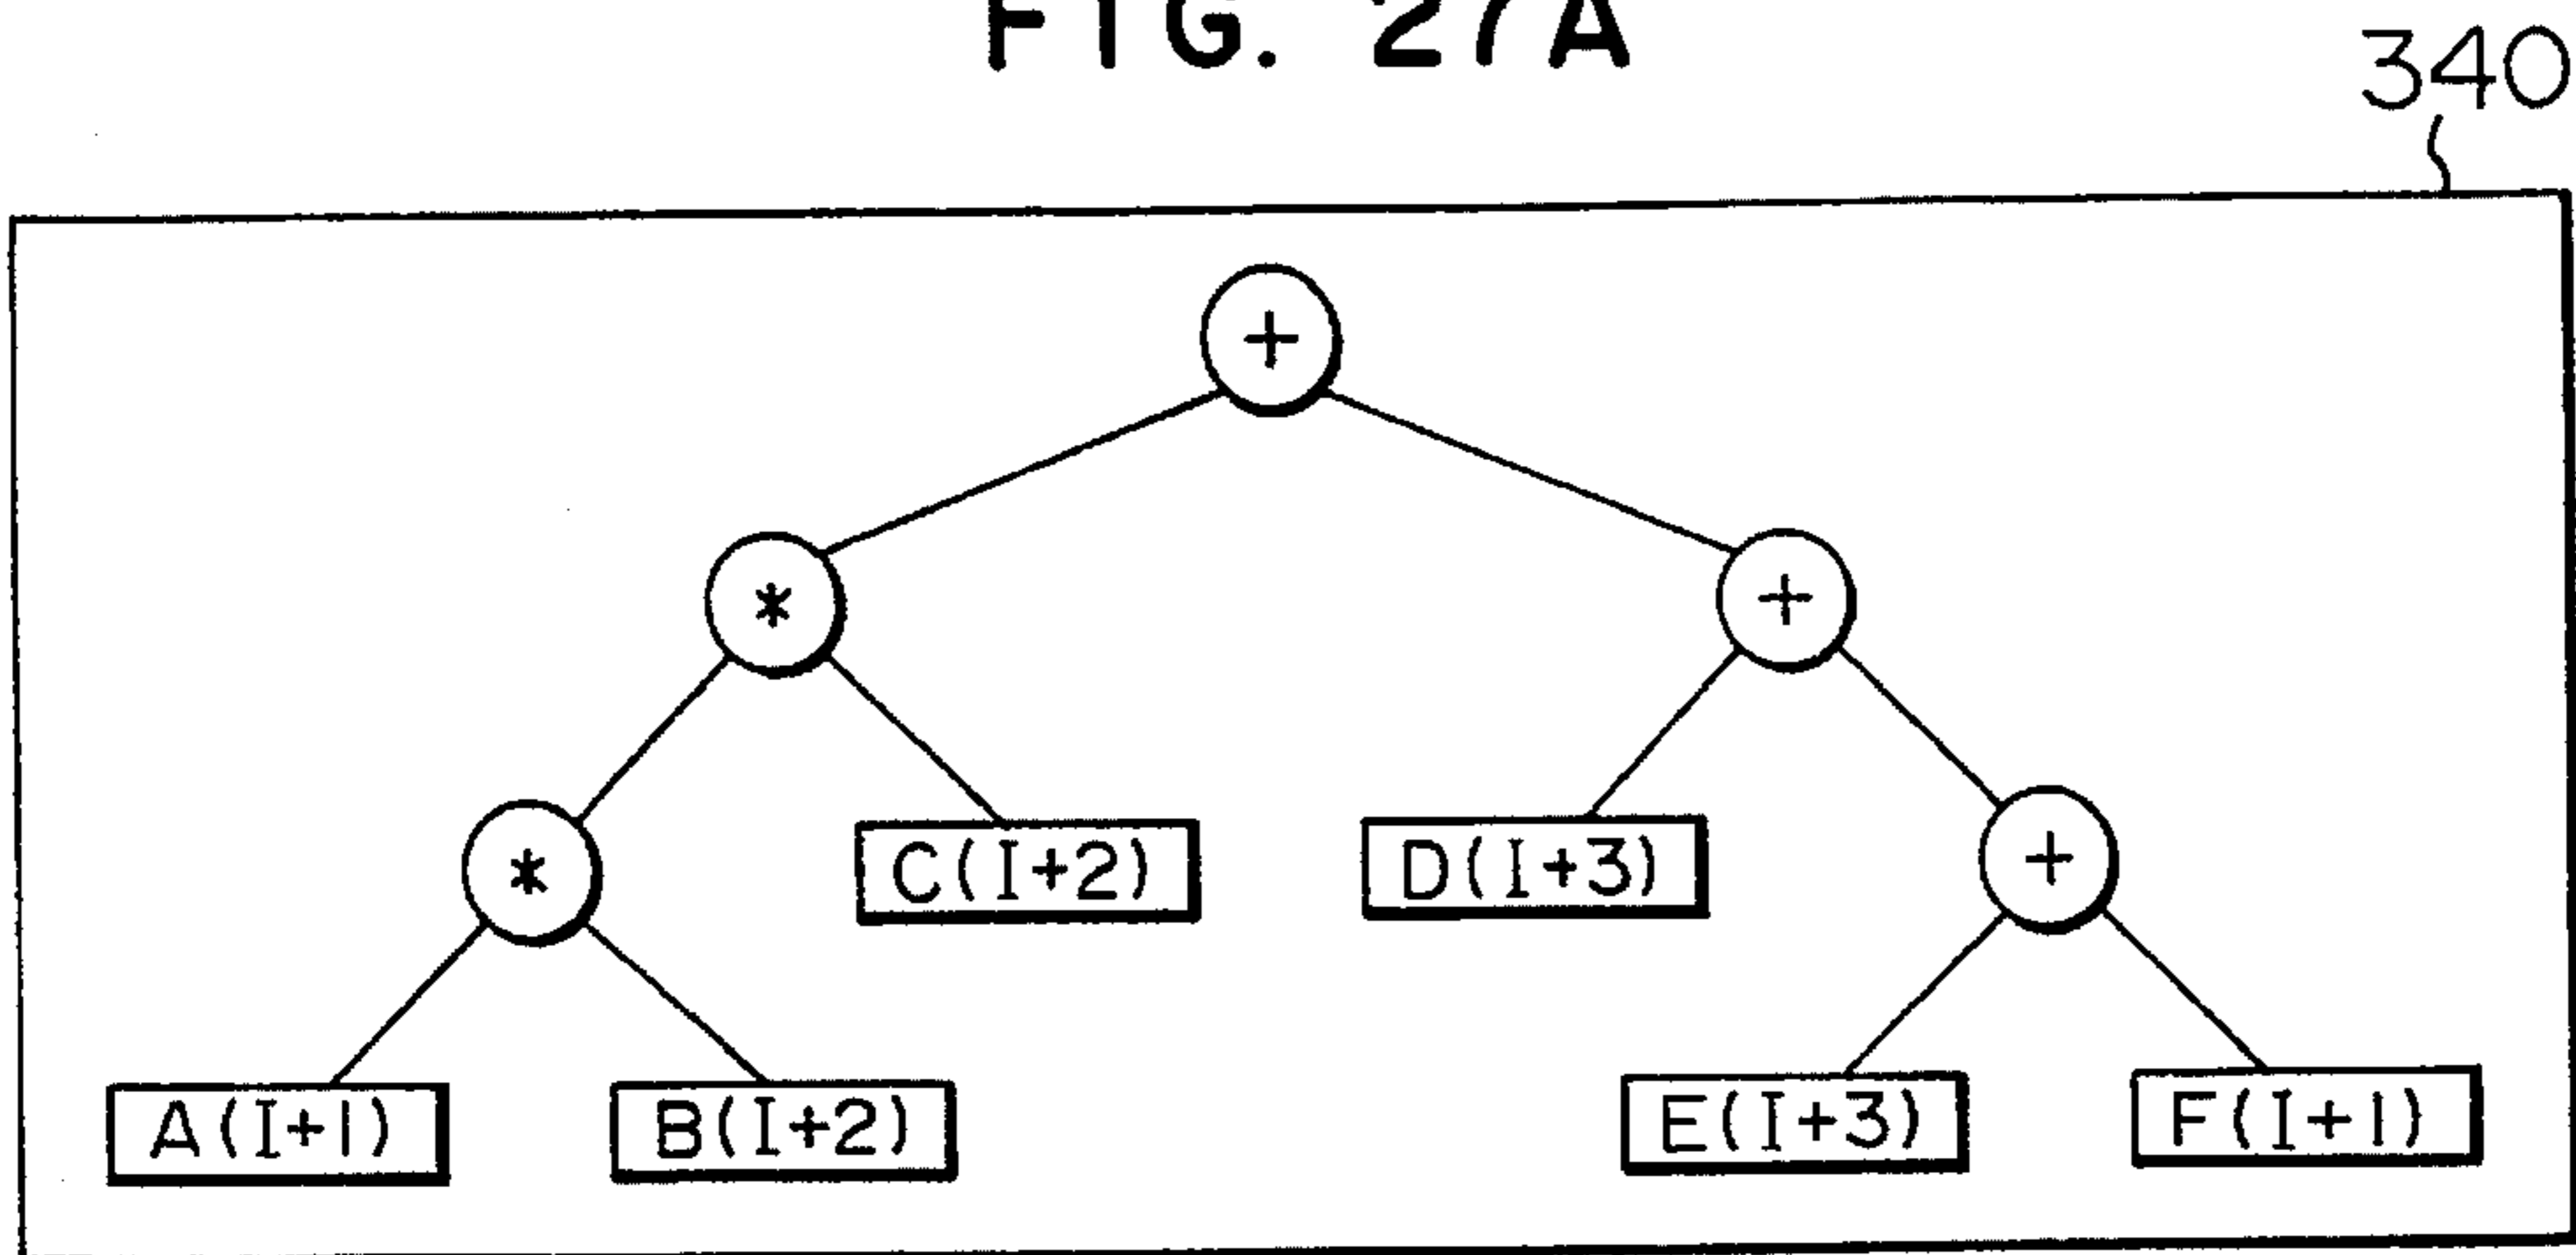 FIG. 27A
340
+
* +
* C(I+2) D(I+3) +
A(I+1) B(I+2) E(I+3) F(I+1)